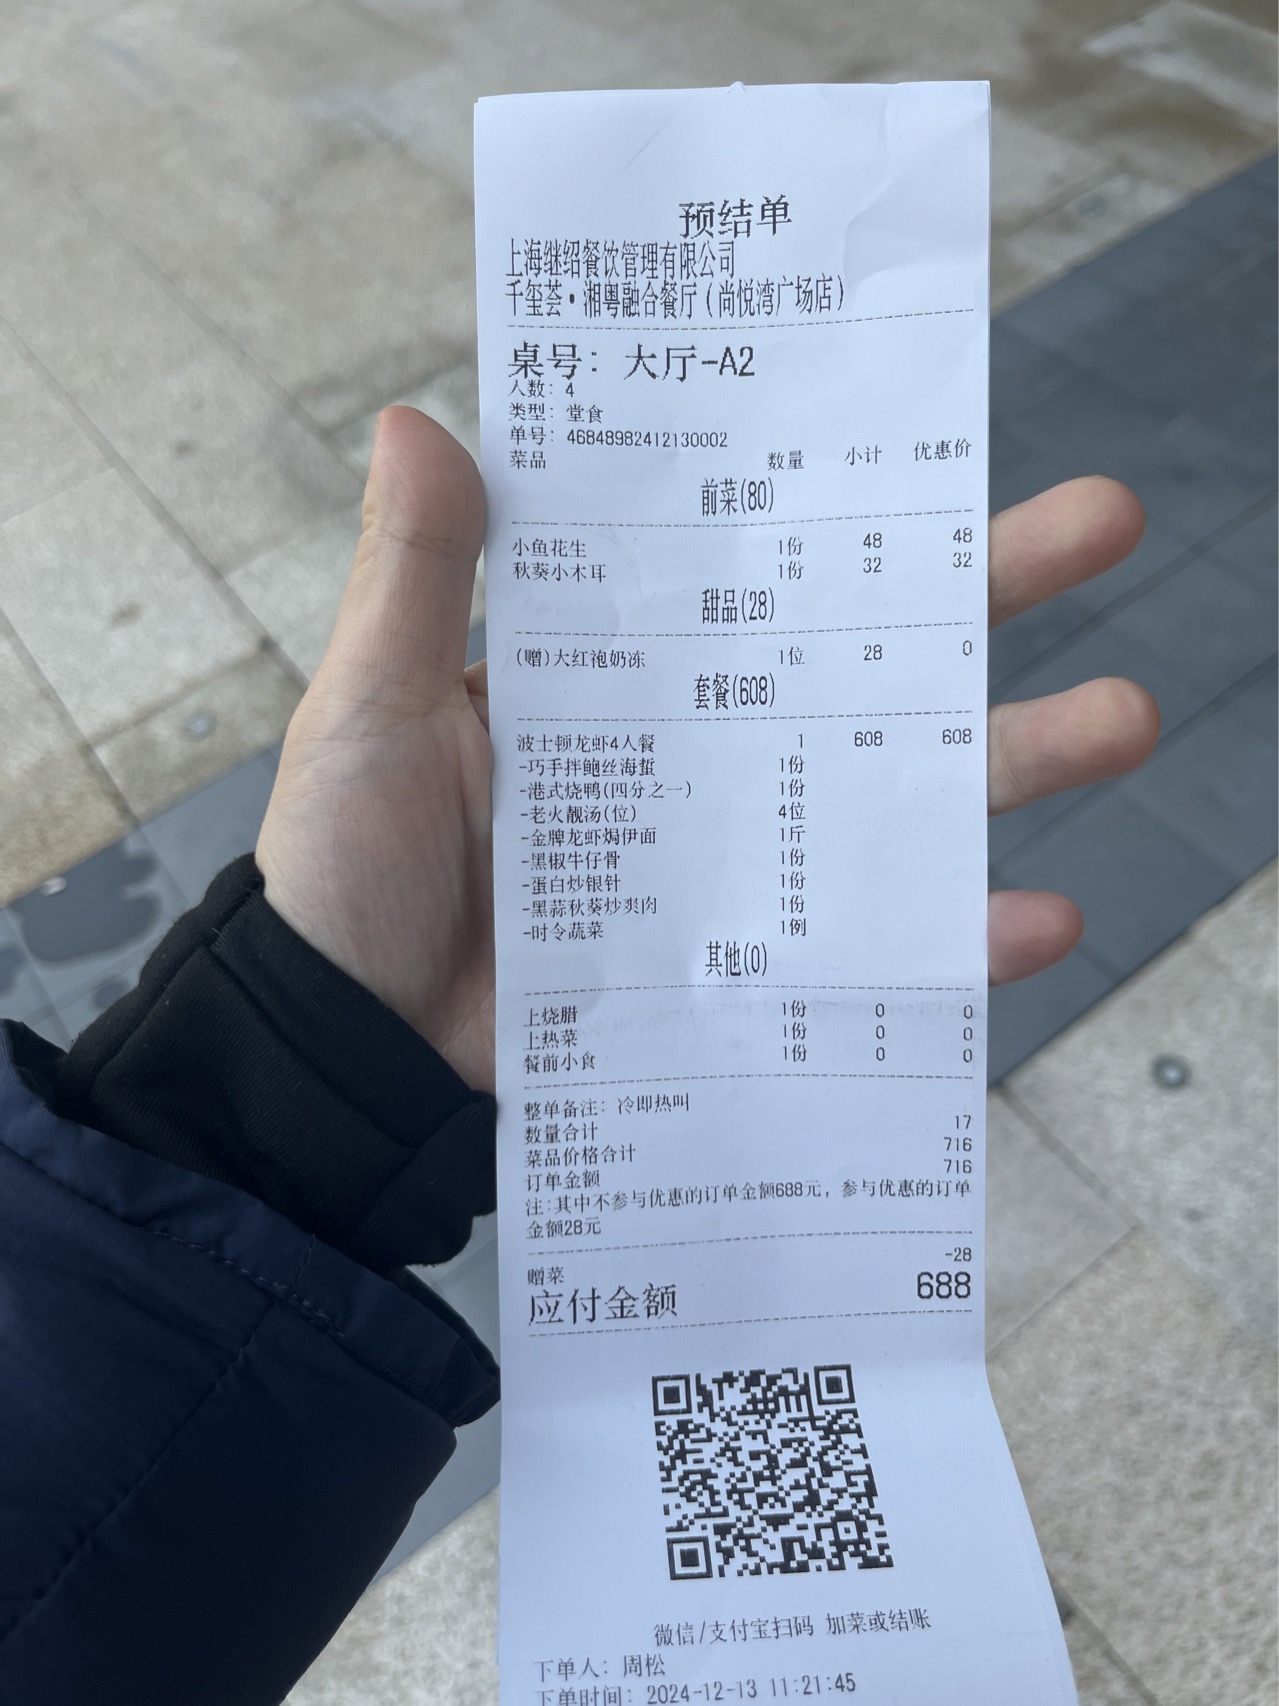 预结单
上海继绍餐饮管理有限公司
千玺荟·湘粤融合餐厅(尚悦湾广场店)
桌号: 大厅-A2
人数: 4
类型: 堂食
单号: 46848982412130002
菜品 数量 小计 优惠价
前菜(80)
小鱼花生 1份 48 48
秋葵小木耳 1份 32 32
甜品(28)
(赠)大红袍奶冻 1位 28 0
套餐(608)
波士顿龙虾4人餐 1 608 608
-巧手拌鲍丝海蜇 1份
-港式烧鸭(四分之一) 1份
-老火靓汤(位) 4位
-金牌龙虾焗伊面 1斤
-黑椒牛仔骨 1份
-蛋白炒银针 1份
-黑蒜秋葵炒爽肉 1份
-时令蔬菜 1例
其他(0)
上烧腊 1份 0 0
上热菜 1份 0 0
餐前小食 1份 0 0
整单备注: 冷即热叫
数量合计 17
菜品价格合计 716
订单金额 716
注:其中不参与优惠的订单金额688元, 参与优惠的订单
金额28元
赠菜 -28
应付金额 688
微信/支付宝扫码 加菜或结账
下单人: 周松
下单时间: 2024-12-13 11:21:45